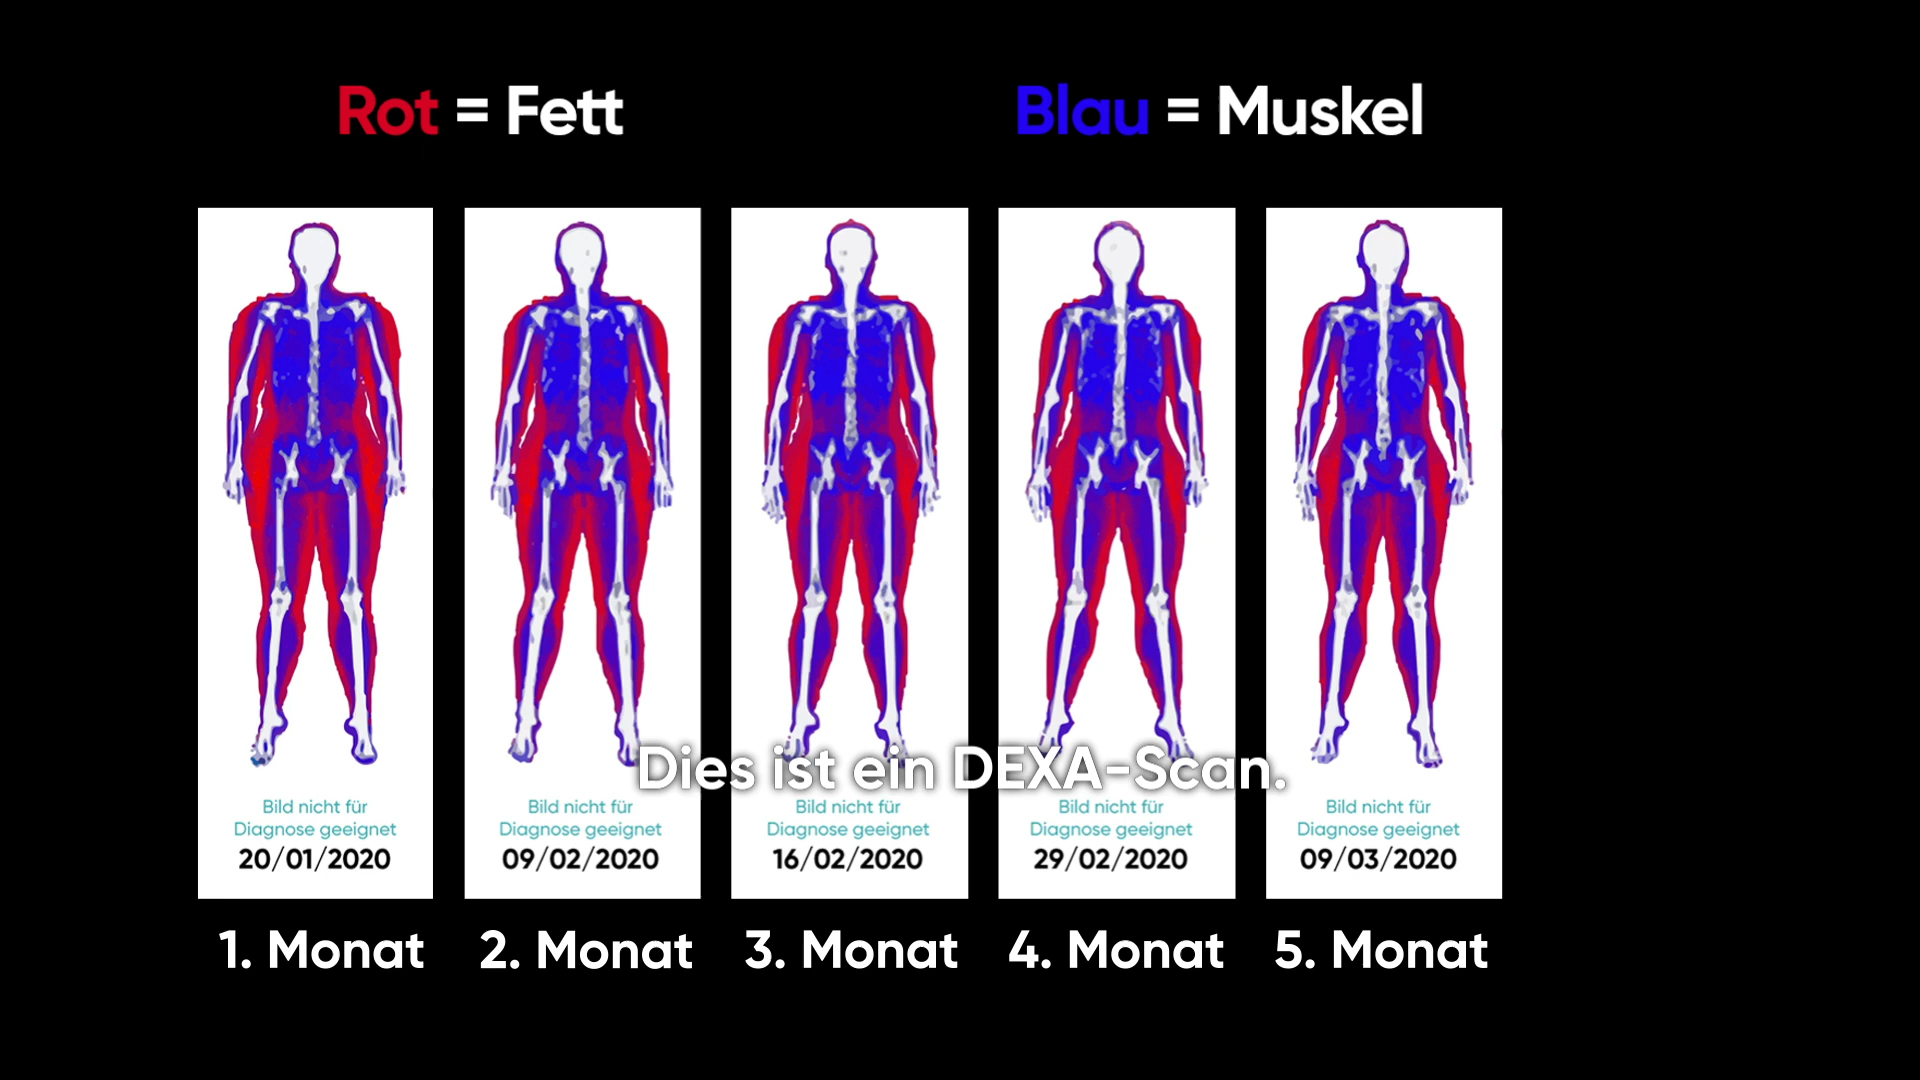 Rot = Fett
Blau = Muskel
Dies ist ein DEXA-Scan.
Bild nicht für
Diagnose geeignet
20/01/2020
Bild nicht für
Diagnose geeignet
09/02/2020
Bild nicht für
Diagnose geeignet
16/02/2020
Bild nicht für
Diagnose geeignet
29/02/2020
Bild nicht für
Diagnose geeignet
09/03/2020
1. Monat
2. Monat
3. Monat
4. Monat
5. Monat